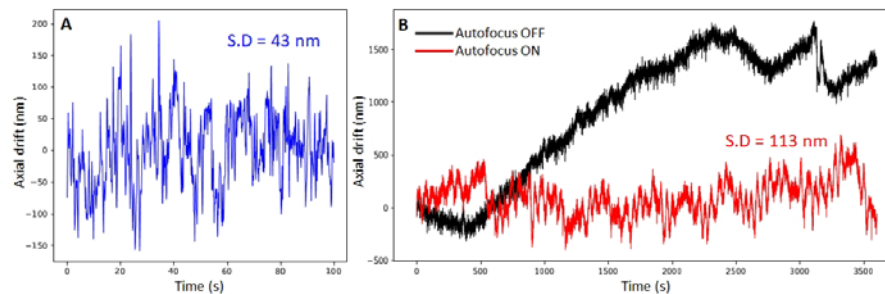 A
S.D = 43 nm
Axial drift (nm)
200
150
100
50
0
−50
−100
−150
0
20
40
60
80
100
Time (s)
B
Autofocus OFF
Autofocus ON
S.D = 113 nm
Axial drift (nm)
1500
1000
500
0
−500
0
500
1000
1500
2000
2500
3000
3500
Time (s)